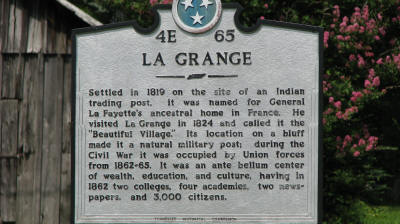 4E 65
LA GRANGE
Settled in 1819 on the site of an Indian
trading post, it was named for General
La Fayette's ancestral home in France. He
visited La Grange in 1824 and called it the
"Beautiful Village." Its location on a bluff
made it a natural military post; during the
Civil War it was occupied by Union forces
from 1862-65. It was an ante bellum center
of wealth, education, and culture, having in
1862 two colleges, four academies, two news-
papers, and 3,000 citizens.
TENNESSEE HISTORICAL COMMISSION